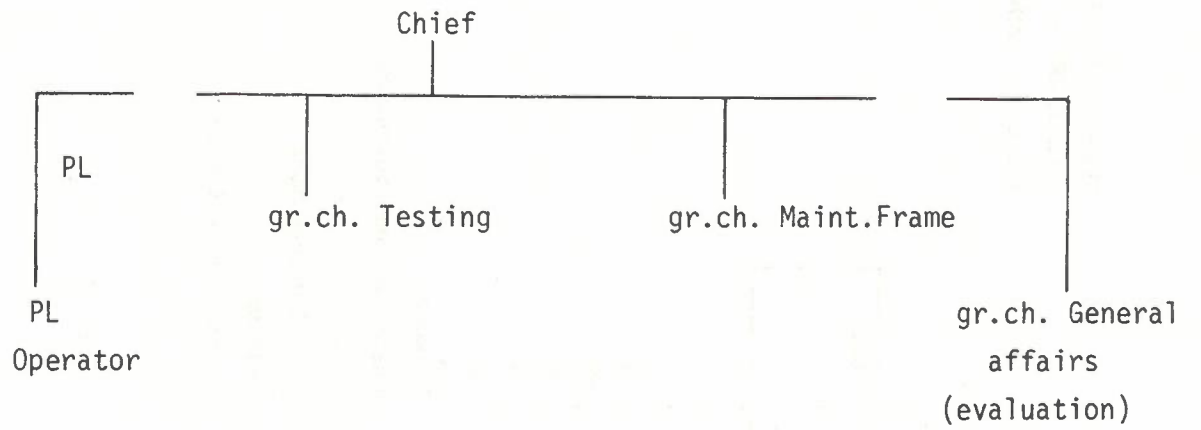 Chief
PL
gr.ch. Testing
gr.ch. Maint.Frame
PL
Operator
gr.ch. General
affairs
(evaluation)